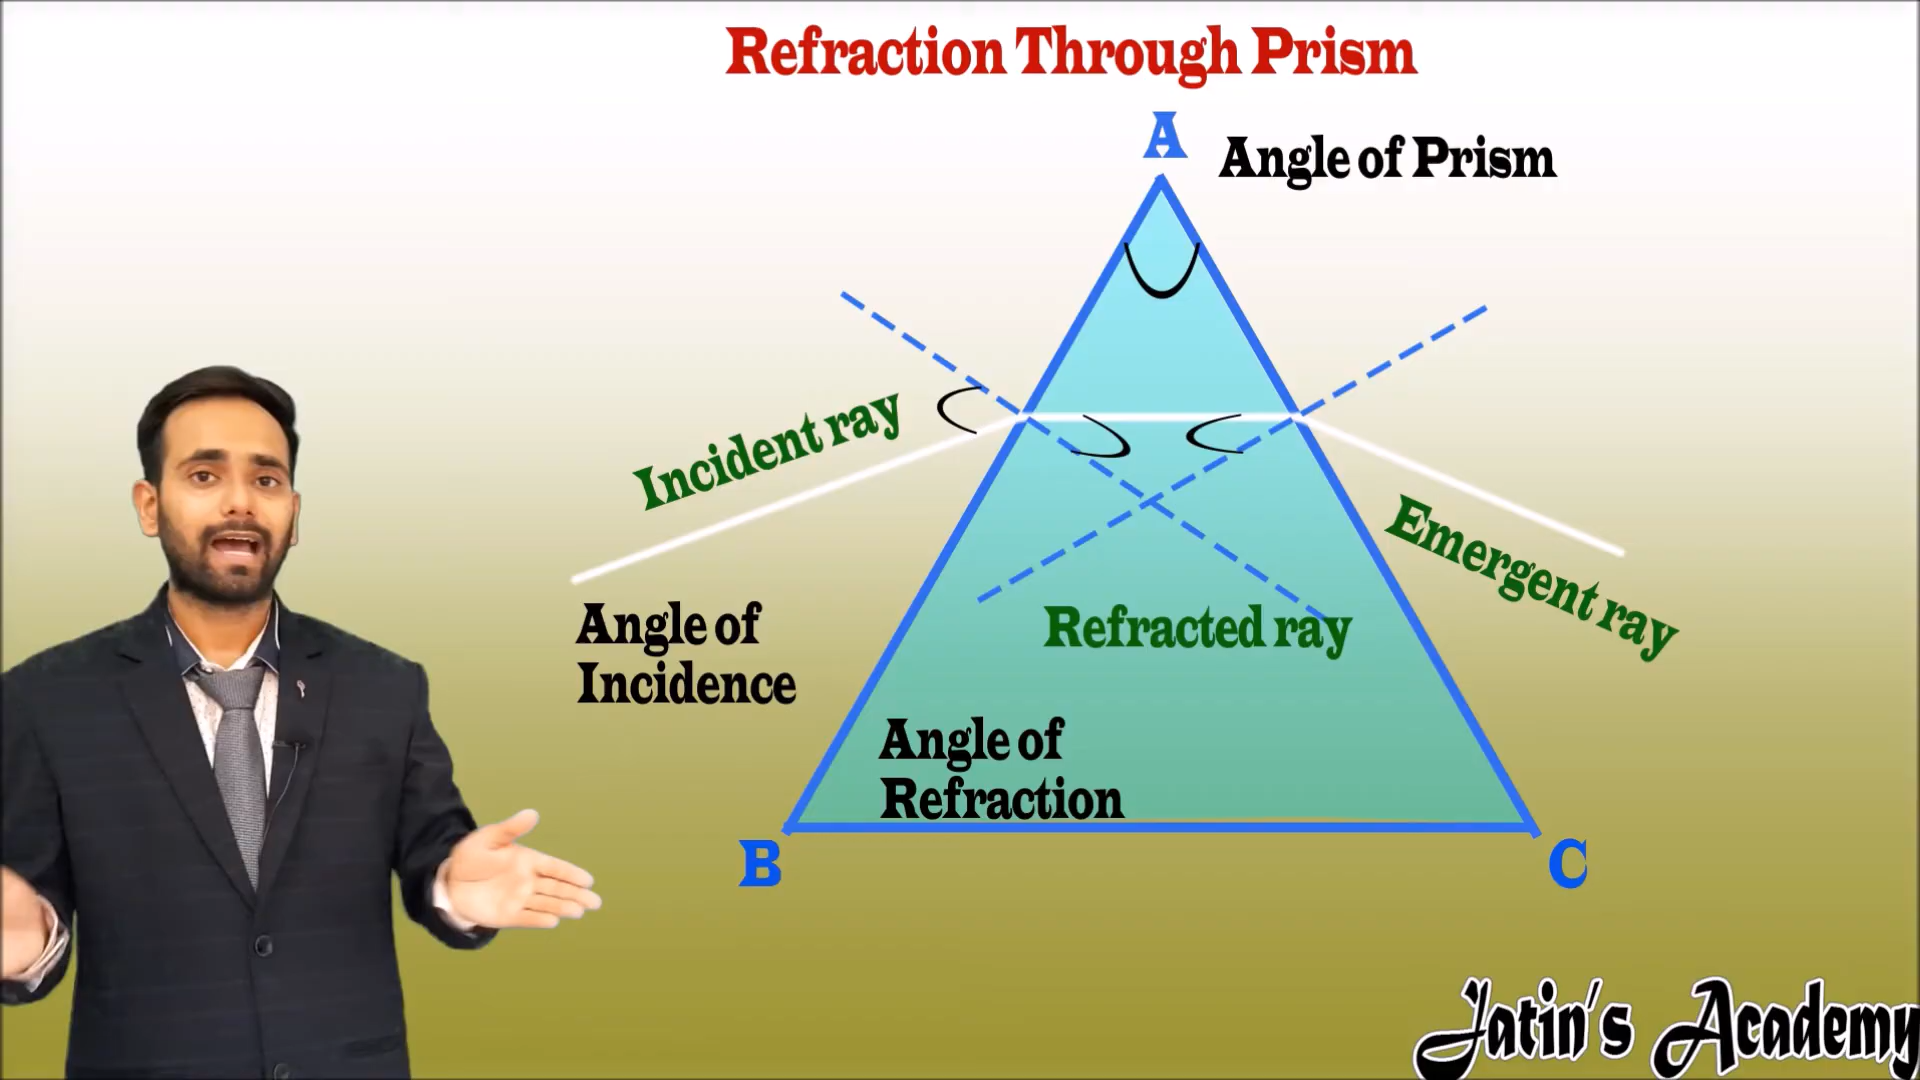 Refraction Through Prism
A
Angle of Prism
Incident ray
Emergent ray
Angle of
Incidence
Refracted ray
Angle of
Refraction
B
C
Jatin's Academy